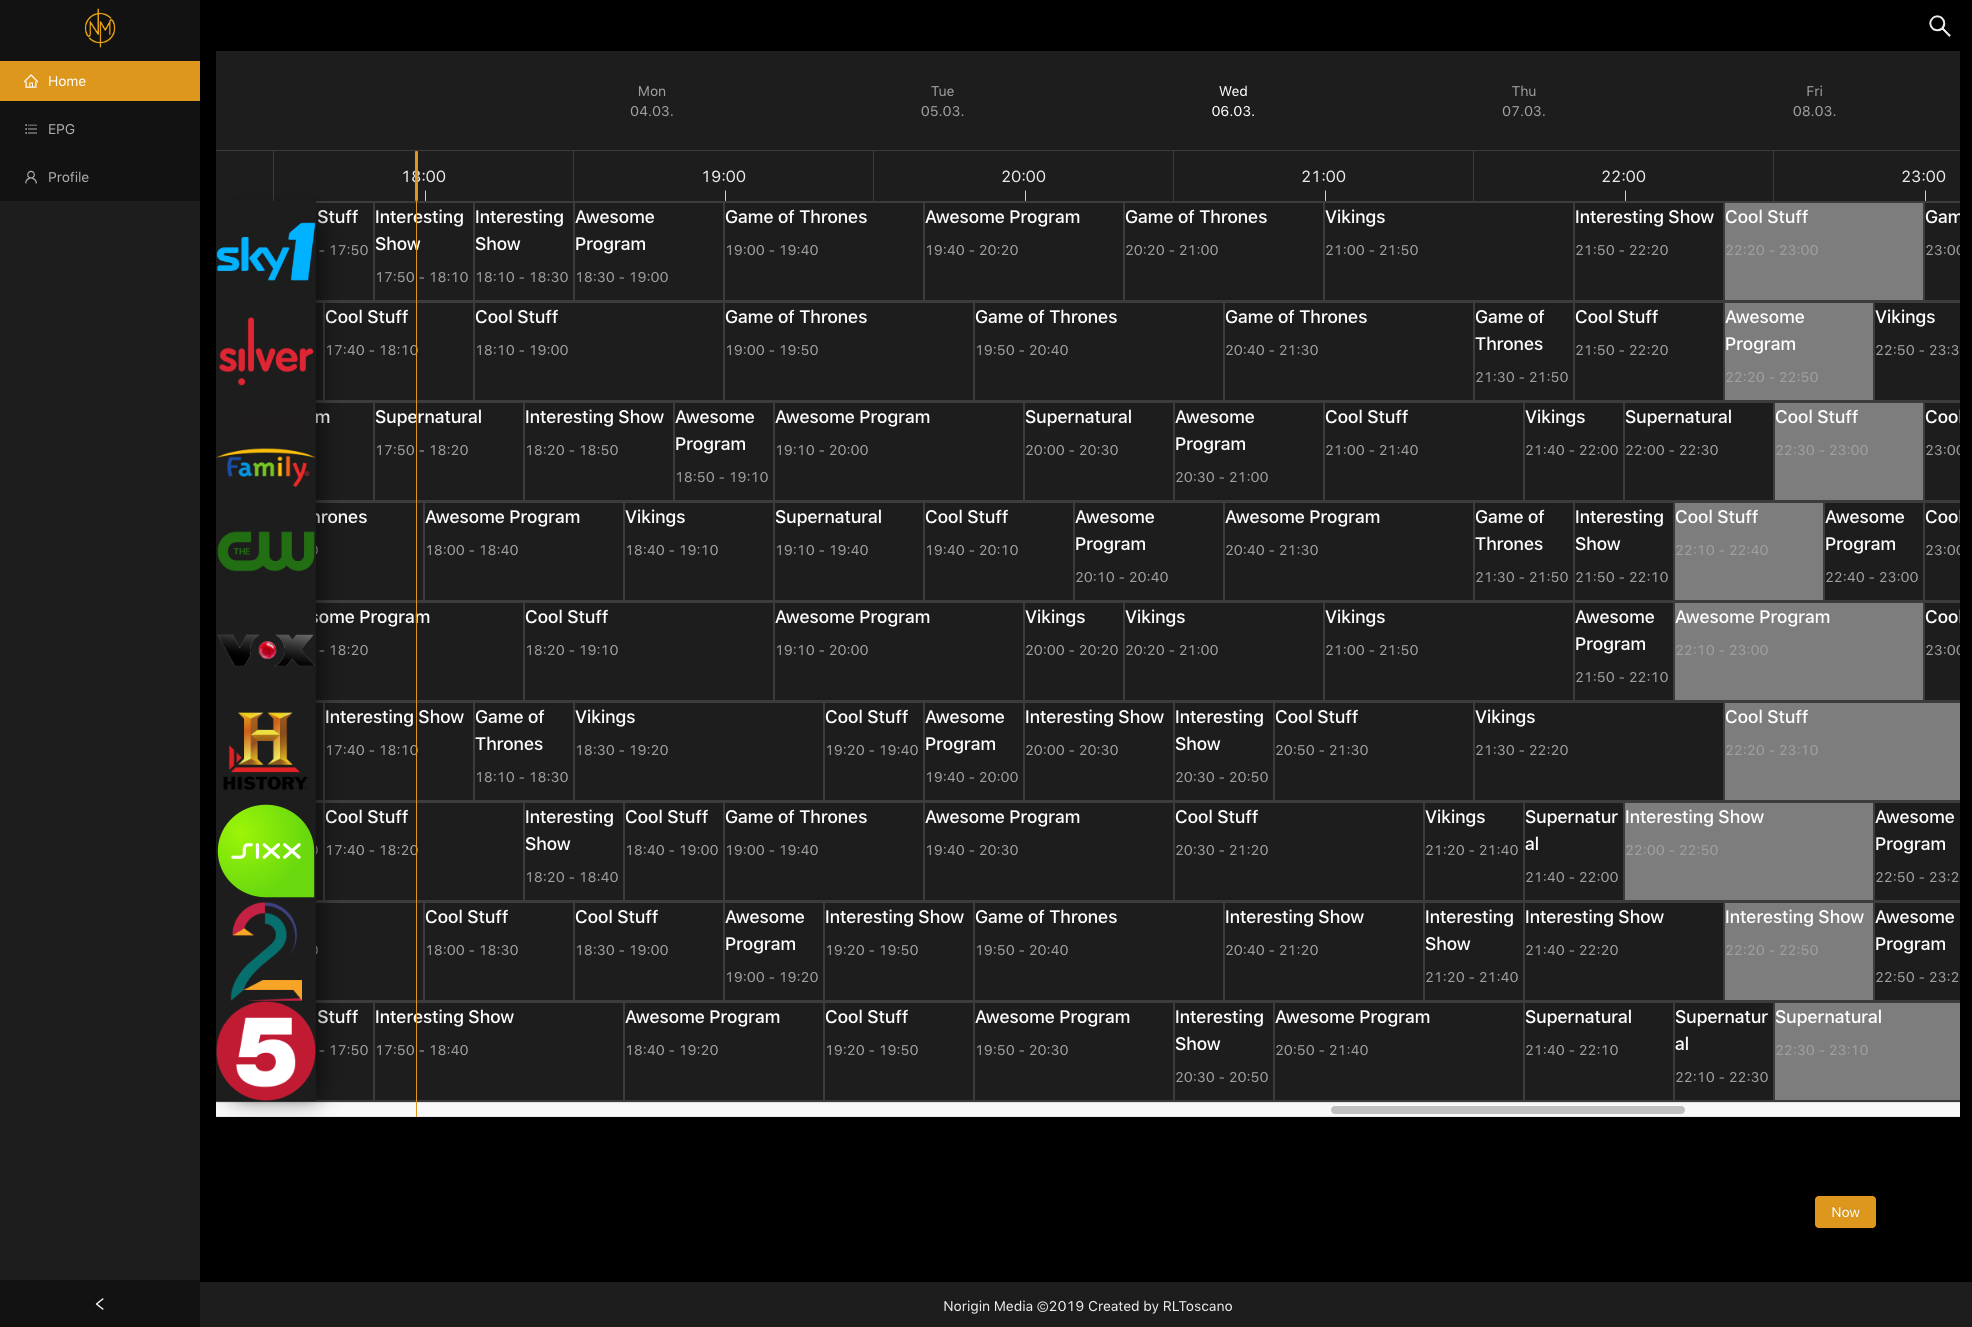 NM
Home
EPG
Profile
Mon
04.03.
Tue
05.03.
Wed
06.03.
Thu
07.03.
Fri
08.03.
18:00 19:00 20:00 21:00 22:00 23:00
sky1
Stuff
- 17:50
Interesting
Show
17:50 - 18:10
Interesting
Show
18:10 - 18:30
Awesome
Program
18:30 - 19:00
Game of Thrones
19:00 - 19:40
Awesome Program
19:40 - 20:20
Game of Thrones
20:20 - 21:00
Vikings
21:00 - 21:50
Interesting Show
21:50 - 22:20
Cool Stuff
22:20 - 23:00
Gam
23:00
silver
Cool Stuff
17:40 - 18:10
Cool Stuff
18:10 - 19:00
Game of Thrones
19:00 - 19:50
Game of Thrones
19:50 - 20:40
Game of Thrones
20:40 - 21:30
Game of
Thrones
21:30 - 21:50
Cool Stuff
21:50 - 22:20
Awesome
Program
22:20 - 22:50
Vikings
22:50 - 23:3
Family
m
Supernatural
17:50 - 18:20
Interesting Show
18:20 - 18:50
Awesome
Program
18:50 - 19:10
Awesome Program
19:10 - 20:00
Supernatural
20:00 - 20:30
Awesome
Program
20:30 - 21:00
Cool Stuff
21:00 - 21:40
Vikings
21:40 - 22:00
Supernatural
22:00 - 22:30
Cool Stuff
22:30 - 23:00
Cool
23:00
THE CW
hrones
Awesome Program
18:00 - 18:40
Vikings
18:40 - 19:10
Supernatural
19:10 - 19:40
Cool Stuff
19:40 - 20:10
Awesome
Program
20:10 - 20:40
Awesome Program
20:40 - 21:30
Game of
Thrones
21:30 - 21:50
Interesting
Show
21:50 - 22:10
Cool Stuff
22:10 - 22:40
Awesome
Program
22:40 - 23:00
Cool
23:00
VOX
some Program
- 18:20
Cool Stuff
18:20 - 19:10
Awesome Program
19:10 - 20:00
Vikings
20:00 - 20:20
Vikings
20:20 - 21:00
Vikings
21:00 - 21:50
Awesome
Program
21:50 - 22:10
Awesome Program
22:10 - 23:00
Cool
23:00
H
HISTORY
Interesting Show
17:40 - 18:10
Game of
Thrones
18:10 - 18:30
Vikings
18:30 - 19:20
Cool Stuff
19:20 - 19:40
Awesome
Program
19:40 - 20:00
Interesting Show
20:00 - 20:30
Interesting
Show
20:30 - 20:50
Cool Stuff
20:50 - 21:30
Vikings
21:30 - 22:20
Cool Stuff
22:20 - 23:10
SIXX
Cool Stuff
17:40 - 18:20
Interesting
Show
18:20 - 18:40
Cool Stuff
18:40 - 19:00
Game of Thrones
19:00 - 19:40
Awesome Program
19:40 - 20:30
Cool Stuff
20:30 - 21:20
Vikings
21:20 - 21:40
Supernatur
al
21:40 - 22:00
Interesting Show
22:00 - 22:50
Awesome
Program
22:50 - 23:2
2
Cool Stuff
18:00 - 18:30
Cool Stuff
18:30 - 19:00
Awesome
Program
19:00 - 19:20
Interesting Show
19:20 - 19:50
Game of Thrones
19:50 - 20:40
Interesting Show
20:40 - 21:20
Interesting
Show
21:20 - 21:40
Interesting Show
21:40 - 22:20
Interesting Show
22:20 - 22:50
Awesome
Program
22:50 - 23:2
5
Stuff
- 17:50
Interesting Show
17:50 - 18:40
Awesome Program
18:40 - 19:20
Cool Stuff
19:20 - 19:50
Awesome Program
19:50 - 20:30
Interesting
Show
20:30 - 20:50
Awesome Program
20:50 - 21:40
Supernatural
21:40 - 22:10
Supernatur
al
22:10 - 22:30
Supernatural
22:30 - 23:10
Now
Norigin Media ©2019 Created by RLToscano